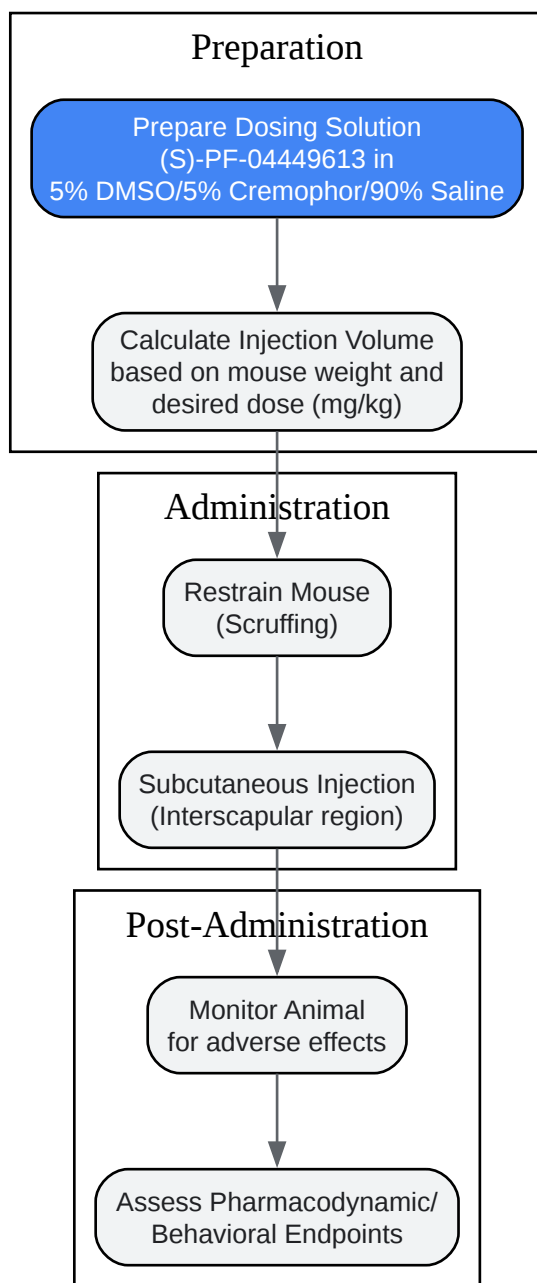 Preparation
Prepare Dosing Solution
(S)-PF-04449613 in
5% DMSO/5% Cremophor/90% Saline
Calculate Injection Volume
based on mouse weight and
desired dose (mg/kg)
Administration
Restrain Mouse
(Scruffing)
Subcutaneous Injection
(Interscapular region)
Post-Administration
Monitor Animal
for adverse effects
Assess Pharmacodynamic/
Behavioral Endpoints